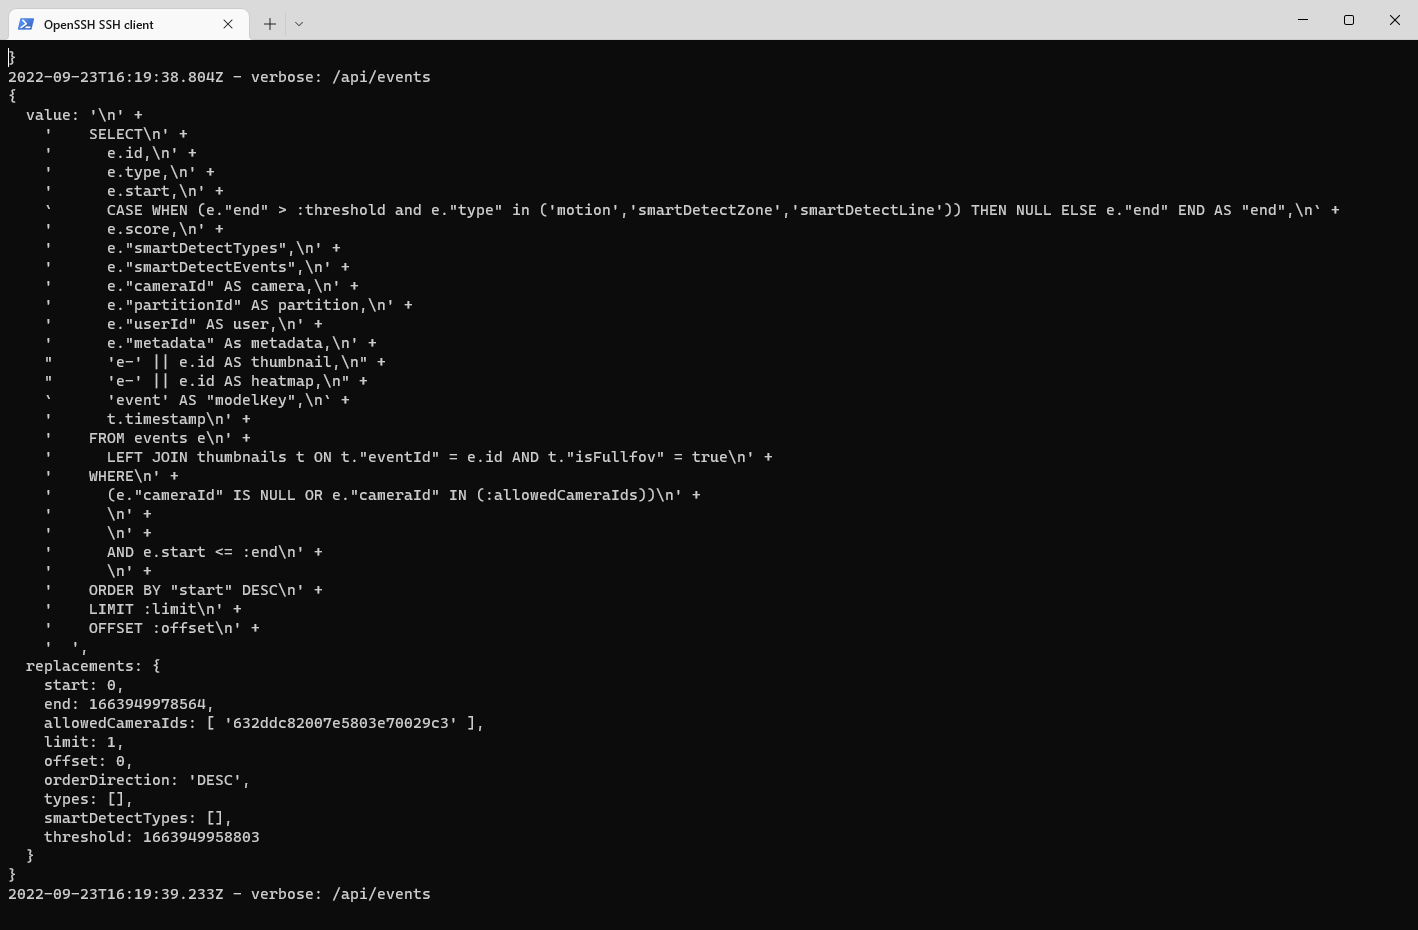 OpenSSH SSH client
}
2022-09-23T16:19:38.804Z - verbose: /api/events
{
  value: '\n' +
    '    SELECT\n' +
    '      e.id,\n' +
    '      e.type,\n' +
    '      e.start,\n' +
    `      CASE WHEN (e."end" > :threshold and e."type" in ('motion','smartDetectZone','smartDetectLine')) THEN NULL ELSE e."end" END AS "end",\n` +
    '      e.score,\n' +
    '      e."smartDetectTypes",\n' +
    '      e."smartDetectEvents",\n' +
    '      e."cameraId" AS camera,\n' +
    '      e."partitionId" AS partition,\n' +
    '      e."userId" AS user,\n' +
    '      e."metadata" As metadata,\n' +
    "      'e-' || e.id AS thumbnail,\n" +
    "      'e-' || e.id AS heatmap,\n" +
    `      'event' AS "modelKey",\n` +
    '      t.timestamp\n' +
    '    FROM events e\n' +
    '      LEFT JOIN thumbnails t ON t."eventId" = e.id AND t."isFullfov" = true\n' +
    '    WHERE\n' +
    '      (e."cameraId" IS NULL OR e."cameraId" IN (:allowedCameraIds))\n' +
    '      \n' +
    '      \n' +
    '      AND e.start <= :end\n' +
    '      \n' +
    '    ORDER BY "start" DESC\n' +
    '    LIMIT :limit\n' +
    '    OFFSET :offset\n' +
    '  ',
  replacements: {
    start: 0,
    end: 1663949978564,
    allowedCameraIds: [ '632ddc82007e5803e70029c3' ],
    limit: 1,
    offset: 0,
    orderDirection: 'DESC',
    types: [],
    smartDetectTypes: [],
    threshold: 1663949958803
  }
}
2022-09-23T16:19:39.233Z - verbose: /api/events